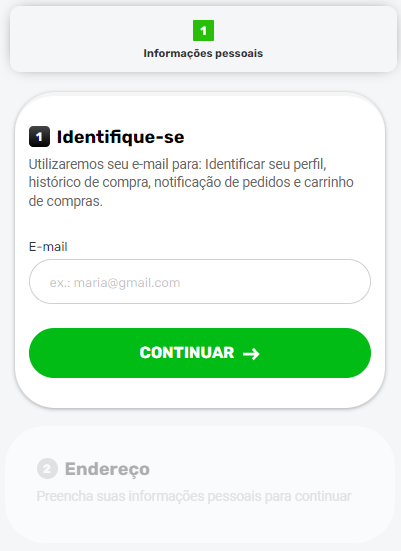 1
Informações pessoais
1 Identifique-se
Utilizaremos seu e-mail para: Identificar seu perfil,
histórico de compra, notificação de pedidos e carrinho
de compras.
E-mail
ex.: maria@gmail.com
CONTINUAR →
2 Endereço
Preencha suas informações pessoais para continuar